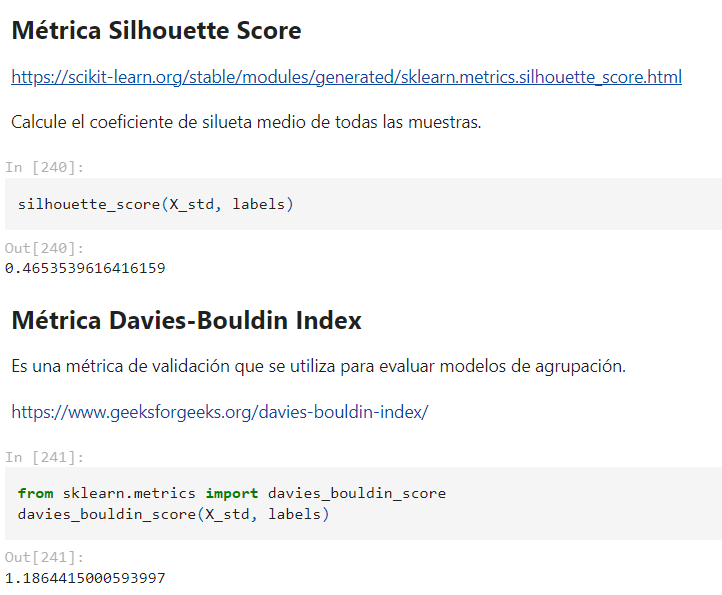 Métrica Silhouette Score
https://scikit-learn.org/stable/modules/generated/sklearn.metrics.silhouette_score.html
Calcule el coeficiente de silueta medio de todas las muestras.
In [240]:
silhouette_score(X_std, labels)
Out[240]:
0.4653539616416159
Métrica Davies-Bouldin Index
Es una métrica de validación que se utiliza para evaluar modelos de agrupación.
https://www.geeksforgeeks.org/davies-bouldin-index/
In [241]:
from sklearn.metrics import davies_bouldin_score
davies_bouldin_score(X_std, labels)
Out[241]:
1.1864415000593997